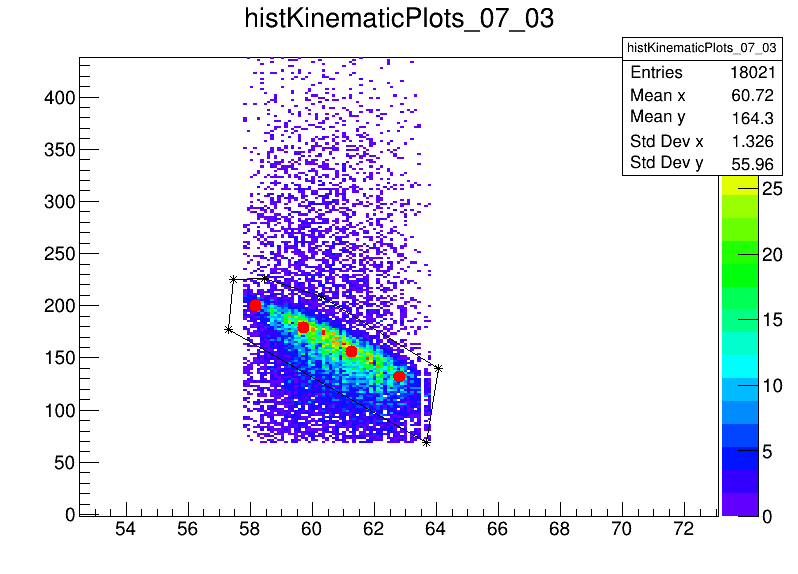 histKinematicPlots_07_03
histKinematicPlots_07_03
Entries 18021
Mean x 60.72
Mean y 164.3
Std Dev x 1.326
Std Dev y 55.96
400
350
300
250
200
150
100
50
0
54 56 58 60 62 64 66 68 70 72
25
20
15
10
5
0